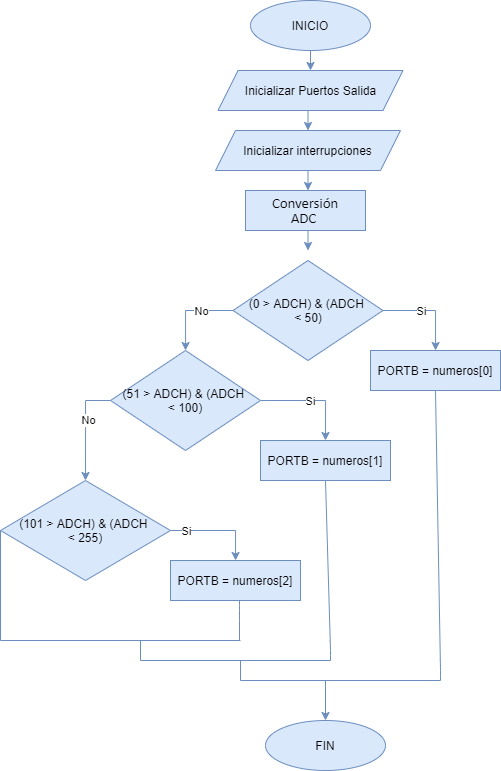 INICIO
Inicializar Puertos Salida
Inicializar interrupciones
Conversión
ADC
(0 > ADCH) & (ADCH
< 50)
No
Si
PORTB = numeros[0]
(51 > ADCH) & (ADCH
< 100)
No
Si
PORTB = numeros[1]
(101 > ADCH) & (ADCH
< 255)
Si
PORTB = numeros[2]
FIN